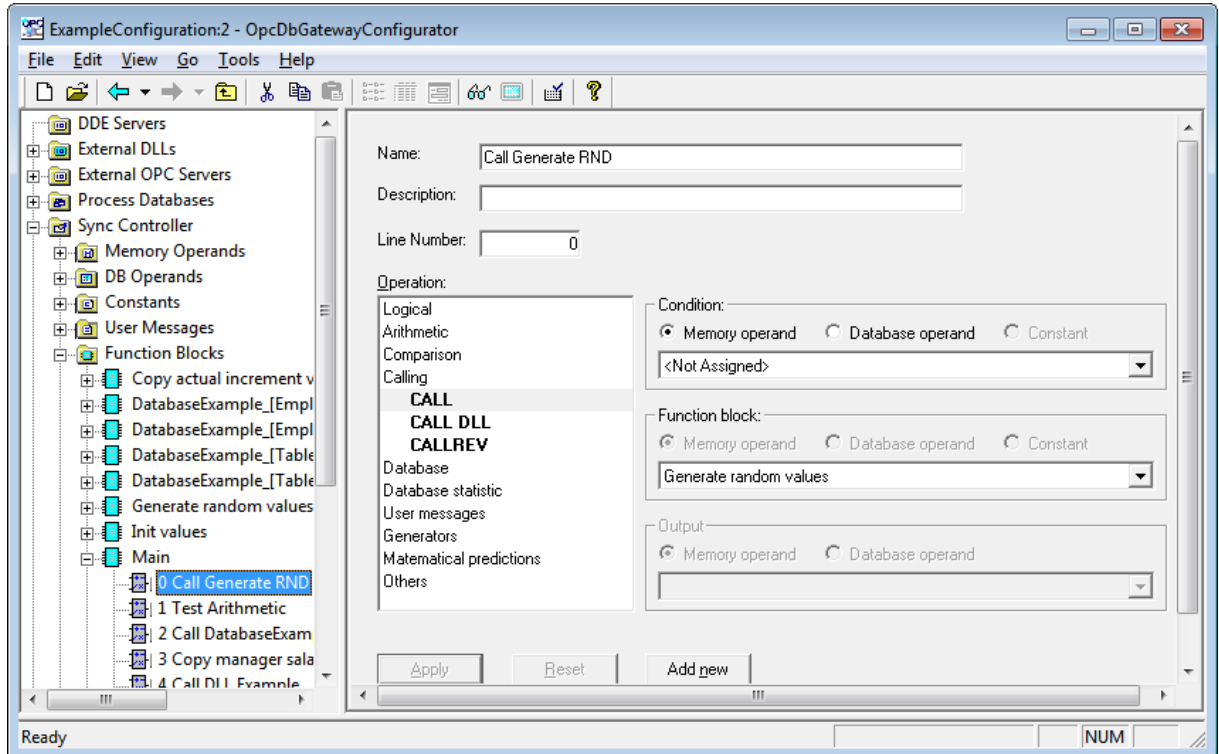 ExampleConfiguration:2 - OpcDbGatewayConfigurator
File Edit View Go Tools Help
DDE Servers
External DLLs
External OPC Servers
Process Databases
Sync Controller
Memory Operands
DB Operands
Constants
User Messages
Function Blocks
Copy actual increment v
DatabaseExample_[Empl
DatabaseExample_[Empl
DatabaseExample_[Table
DatabaseExample_[Table
Generate random values
Init values
Main
0 Call Generate RND
1 Test Arithmetic
2 Call DatabaseExam
3 Copy manager sala
4 Call DLL Example
Name: Call Generate RND
Description:
Line Number: 0
Operation:
Logical
Arithmetic
Comparison
Calling
CALL
CALL DLL
CALLREV
Database
Database statistic
User messages
Generators
Matematical predictions
Others
Condition:
Memory operand Database operand Constant
<Not Assigned>
Function block:
Memory operand Database operand Constant
Generate random values
Output
Memory operand Database operand
Apply Reset Add new
Ready NUM